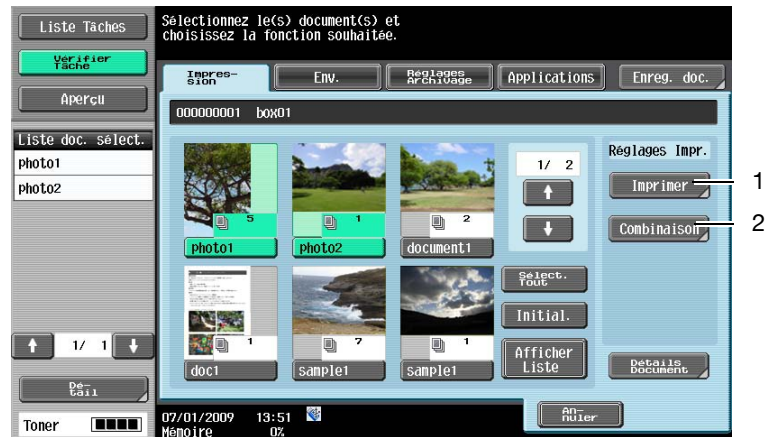 Liste Tâches
Vérifier
Tâche
Aperçu
Liste doc. sélect.
photo1
photo2
1/ 1
Dé-
tail
Toner
Sélectionnez le(s) document(s) et
choisissez la fonction souhaitée.
Impres-
sion
Env.
Réglages
Archivage
Applications
Enreg. doc.
000000001 box01
5
photo1
1
photo2
2
document1
1
doc1
7
sample1
1
sample1
1/ 2
Sélect.
Tout
Initial.
Afficher
Liste
Réglages Impr.
Imprimer
1
Combinaison
2
Détails
Document
An-
nuler
07/01/2009 13:51
Mémoire 0%